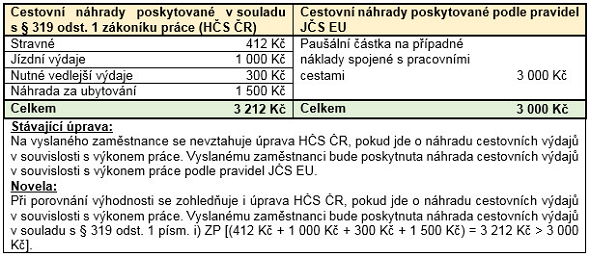 Cestovní náhrady poskytované v souladu s § 319 odst. 1 zákoníku práce (HČS ČR)
Cestovní náhrady poskytované podle pravidel JČS EU
Stravné 412 Kč
Jízdní výdaje 1 000 Kč
Nutné vedlejší výdaje 300 Kč
Náhrada za ubytování 1 500 Kč
Paušální částka na případné náklady spojené s pracovními cestami 3 000 Kč
Celkem 3 212 Kč
Celkem 3 000 Kč
Stávající úprava:
Na vyslaného zaměstnance se nevztahuje úprava HČS ČR, pokud jde o náhradu cestovních výdajů
v souvislosti s výkonem práce. Vyslanému zaměstnanci bude poskytnuta náhrada cestovních výdajů
v souvislosti s výkonem práce podle pravidel JČS EU.
Novela:
Při porovnání výhodnosti se zohledňuje i úprava HČS ČR, pokud jde o náhradu cestovních výdajů
v souvislosti s výkonem práce. Vyslanému zaměstnanci bude poskytnuta náhrada cestovních výdajů
v souladu s § 319 odst. 1 písm. i) ZP [(412 Kč + 1 000 Kč + 300 Kč + 1 500 Kč) = 3 212 Kč > 3 000
Kč].